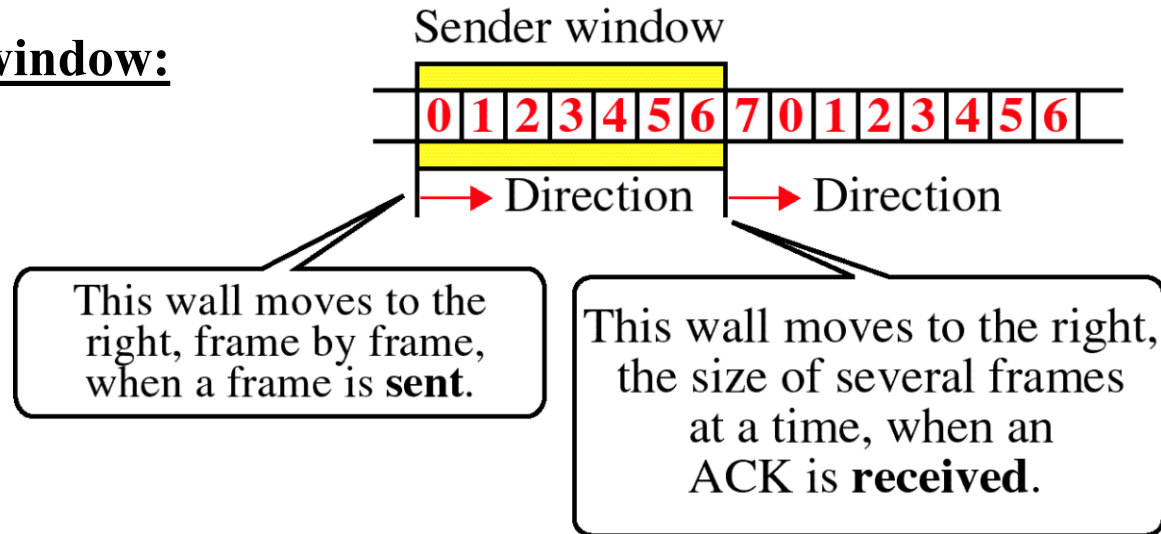 Sender window
window:
0 1 2 3 4 5 6 7 0 1 2 3 4 5 6
Direction Direction
This wall moves to the
right, frame by frame,
when a frame is sent.
This wall moves to the right,
the size of several frames
at a time, when an
ACK is received.